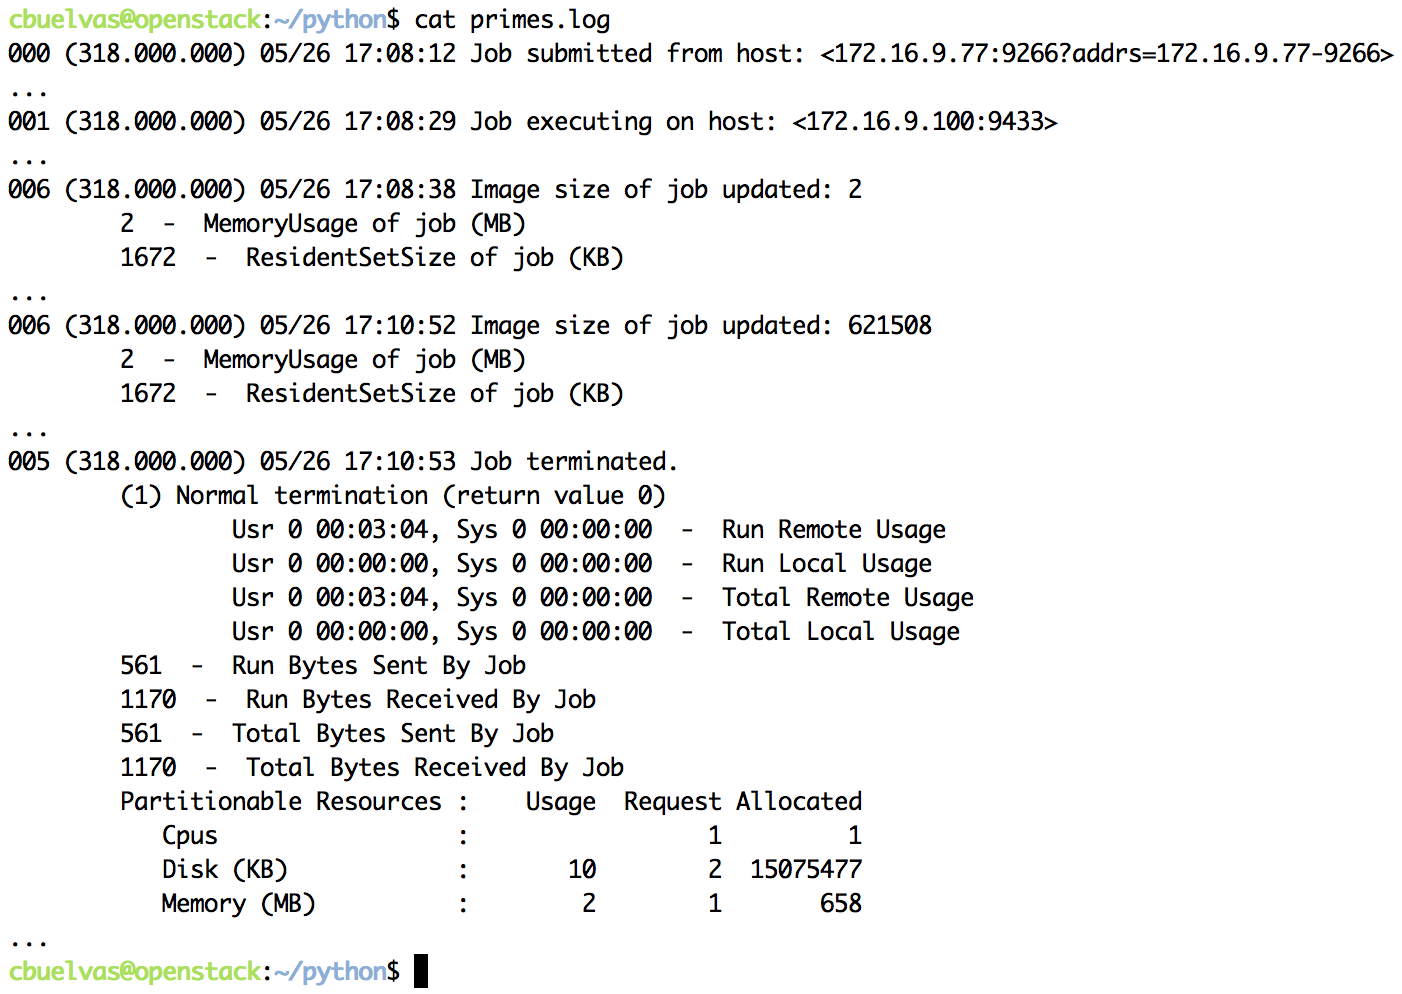 cbuelvas@openstack:~/python$ cat primes.log
000 (318.000.000) 05/26 17:08:12 Job submitted from host: <172.16.9.77:9266?addrs=172.16.9.77-9266>
...
001 (318.000.000) 05/26 17:08:29 Job executing on host: <172.16.9.100:9433>
...
006 (318.000.000) 05/26 17:08:38 Image size of job updated: 2
        2  -  MemoryUsage of job (MB)
        1672  -  ResidentSetSize of job (KB)
...
006 (318.000.000) 05/26 17:10:52 Image size of job updated: 621508
        2  -  MemoryUsage of job (MB)
        1672  -  ResidentSetSize of job (KB)
...
005 (318.000.000) 05/26 17:10:53 Job terminated.
        (1) Normal termination (return value 0)
                Usr 0 00:03:04, Sys 0 00:00:00  -  Run Remote Usage
                Usr 0 00:00:00, Sys 0 00:00:00  -  Run Local Usage
                Usr 0 00:03:04, Sys 0 00:00:00  -  Total Remote Usage
                Usr 0 00:00:00, Sys 0 00:00:00  -  Total Local Usage
        561  -  Run Bytes Sent By Job
        1170  -  Run Bytes Received By Job
        561  -  Total Bytes Sent By Job
        1170  -  Total Bytes Received By Job
        Partitionable Resources :    Usage  Request Allocated
           Cpus                 :                 1         1
           Disk (KB)            :       10        2  15075477
           Memory (MB)          :        2        1       658
...
cbuelvas@openstack:~/python$